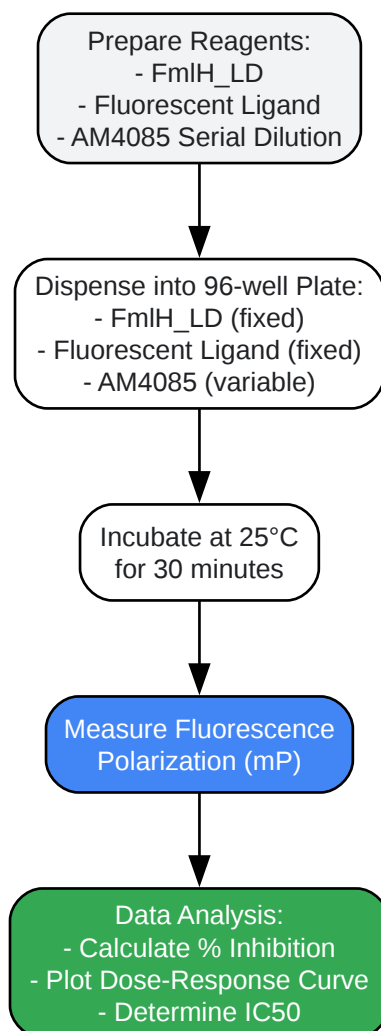 Prepare Reagents:
- FmlH_LD
- Fluorescent Ligand
- AM4085 Serial Dilution
Dispense into 96-well Plate:
- FmlH_LD (fixed)
- Fluorescent Ligand (fixed)
- AM4085 (variable)
Incubate at 25°C
for 30 minutes
Measure Fluorescence
Polarization (mP)
Data Analysis:
- Calculate % Inhibition
- Plot Dose-Response Curve
- Determine IC50